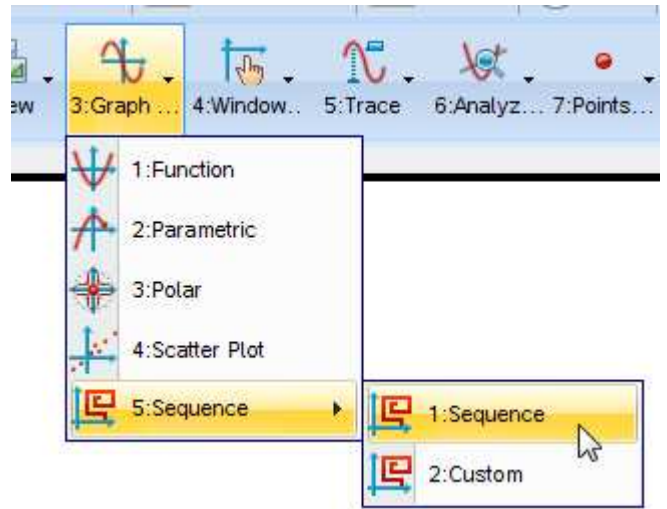 ew 3:Graph ... 4:Window.. 5:Trace 6:Analyz... 7:Points...
1:Function
2:Parametric
3:Polar
4:Scatter Plot
5:Sequence
1:Sequence
2:Custom